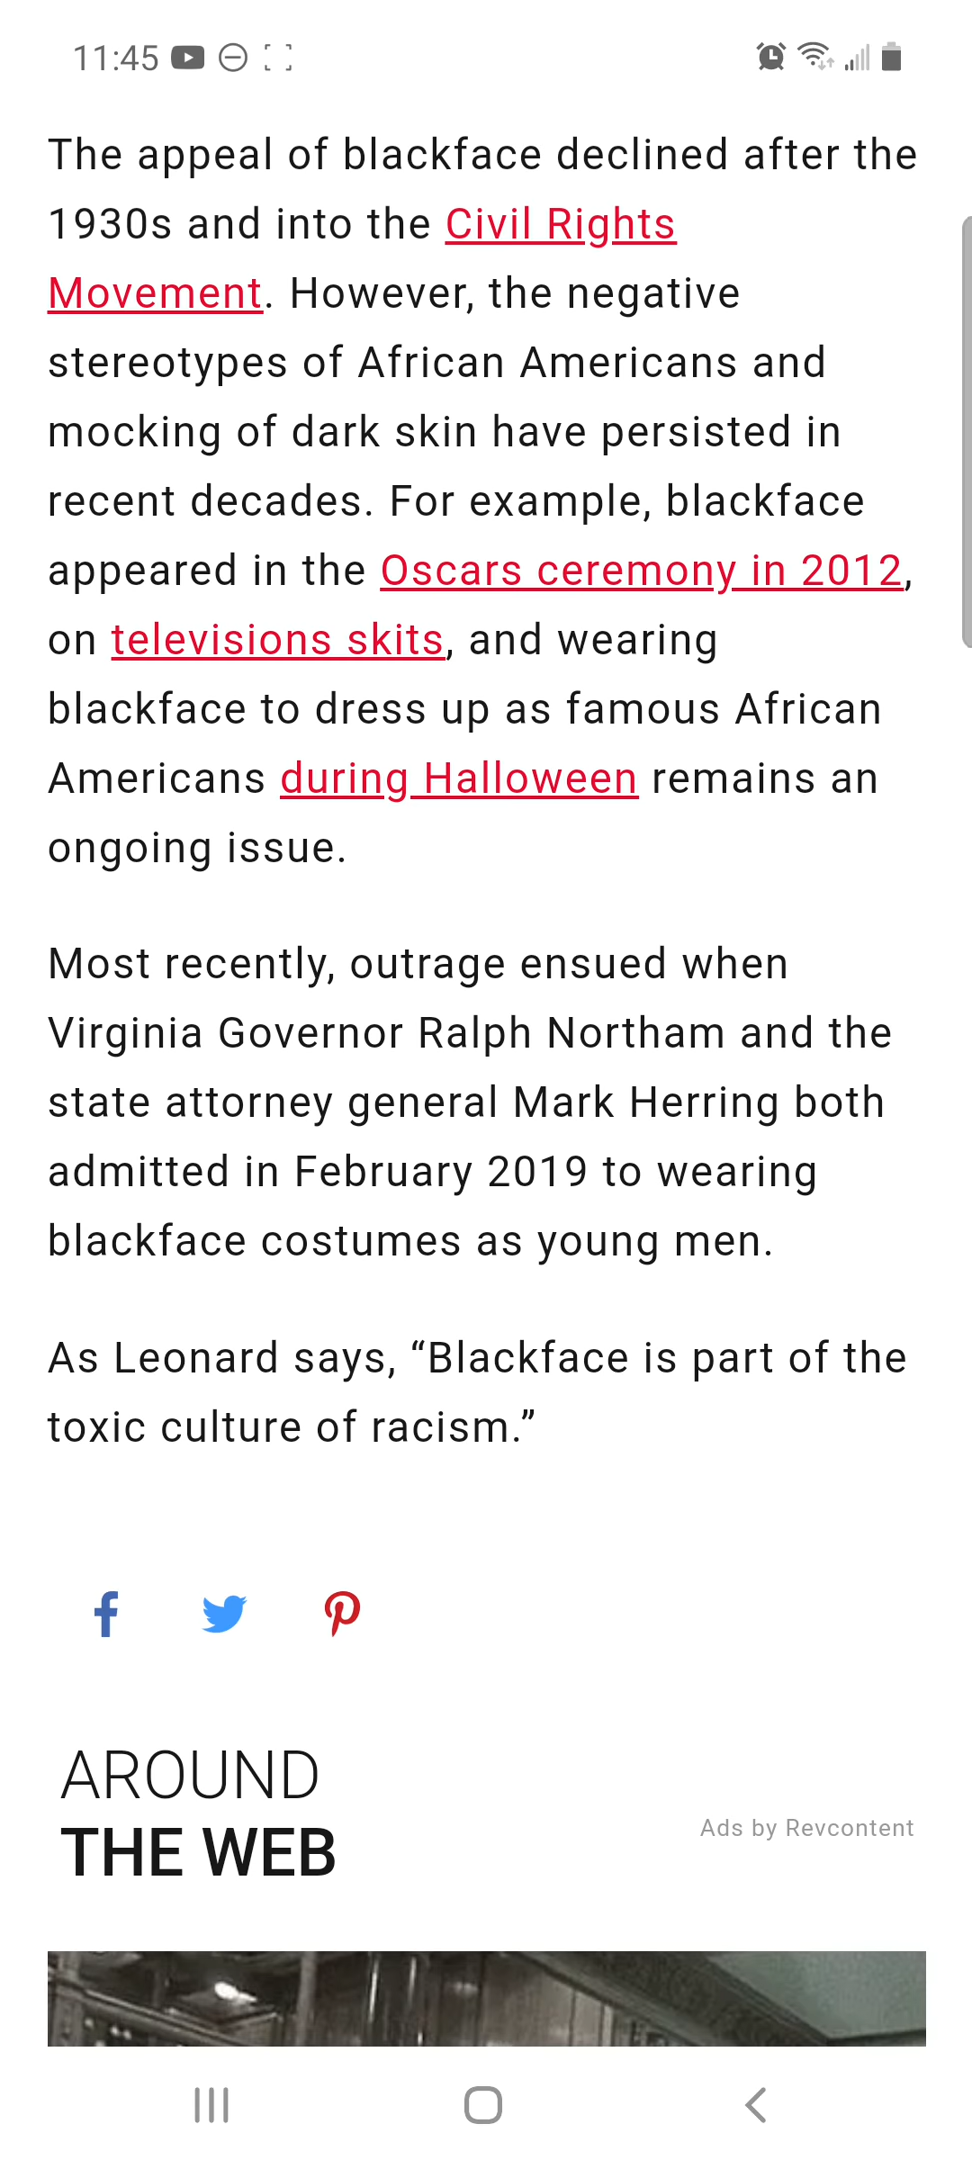 11:45
The appeal of blackface declined after the
1930s and into the Civil Rights
Movement. However, the negative
stereotypes of African Americans and
mocking of dark skin have persisted in
recent decades. For example, blackface
appeared in the Oscars ceremony in 2012,
on televisions skits, and wearing
blackface to dress up as famous African
Americans during Halloween remains an
ongoing issue.
Most recently, outrage ensued when
Virginia Governor Ralph Northam and the
state attorney general Mark Herring both
admitted in February 2019 to wearing
blackface costumes as young men.
As Leonard says, “Blackface is part of the
toxic culture of racism.”
AROUND
THE WEB
Ads by Revcontent